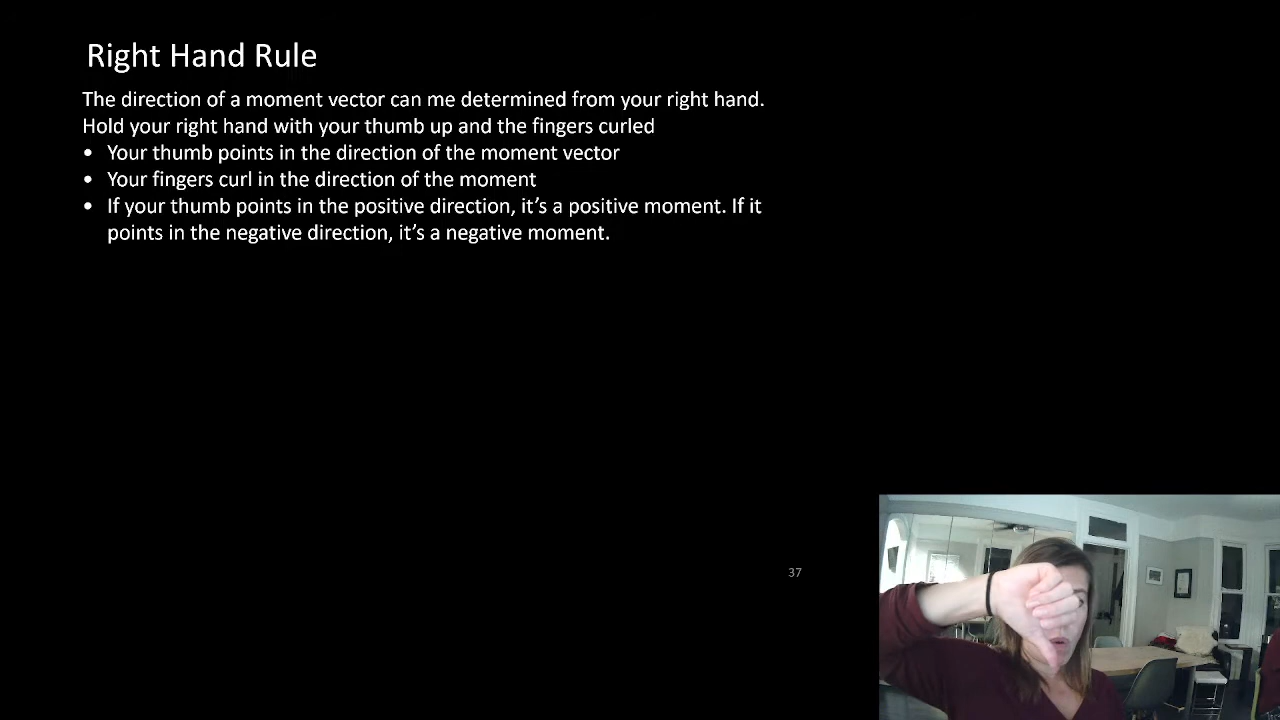 Right Hand Rule
The direction of a moment vector can me determined from your right hand.
Hold your right hand with your thumb up and the fingers curled
• Your thumb points in the direction of the moment vector
• Your fingers curl in the direction of the moment
• If your thumb points in the positive direction, it's a positive moment. If it
points in the negative direction, it's a negative moment.
37